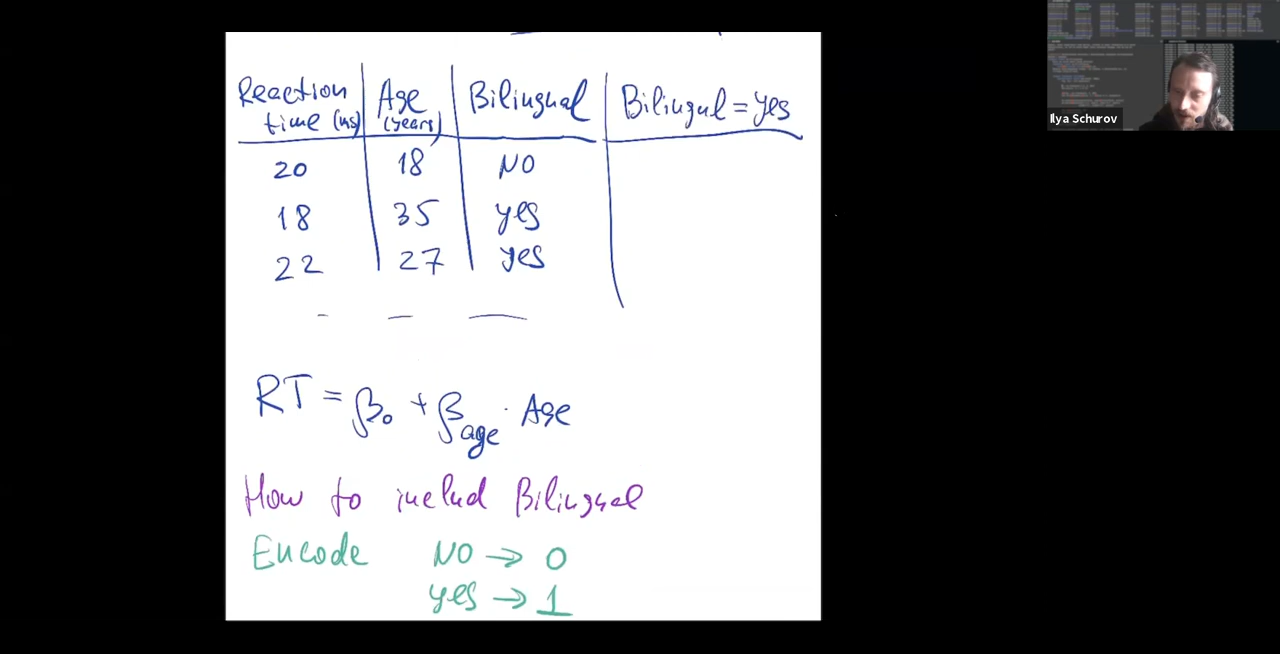 Reaction time (ms) Age (years) Bilingual Bilingual = yes
20 18 NO
18 35 yes
22 27 yes
RT = β₀ + β_age · Age
How to includ Bilingual
Encode NO → 0
yes → 1
Ilya Schurov